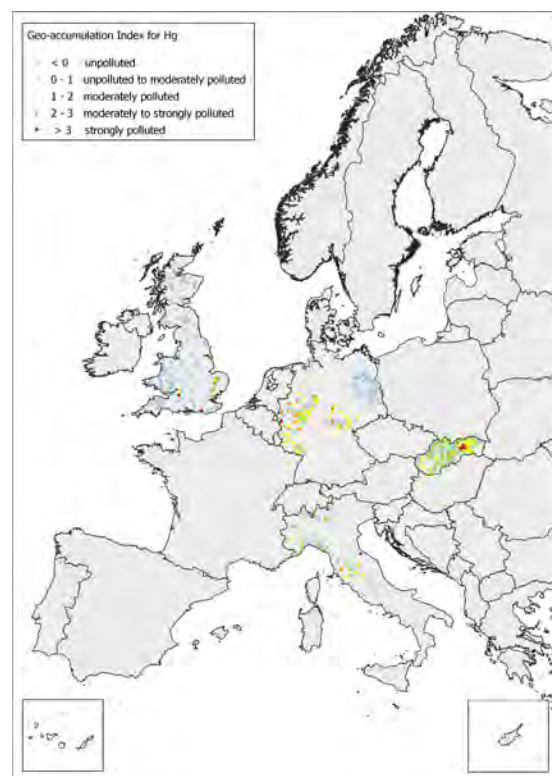 Geo-accumulation Index for Hg
< 0 unpolluted
0 - 1 unpolluted to moderately polluted
1 - 2 moderately polluted
2 - 3 moderately to strongly polluted
> 3 strongly polluted